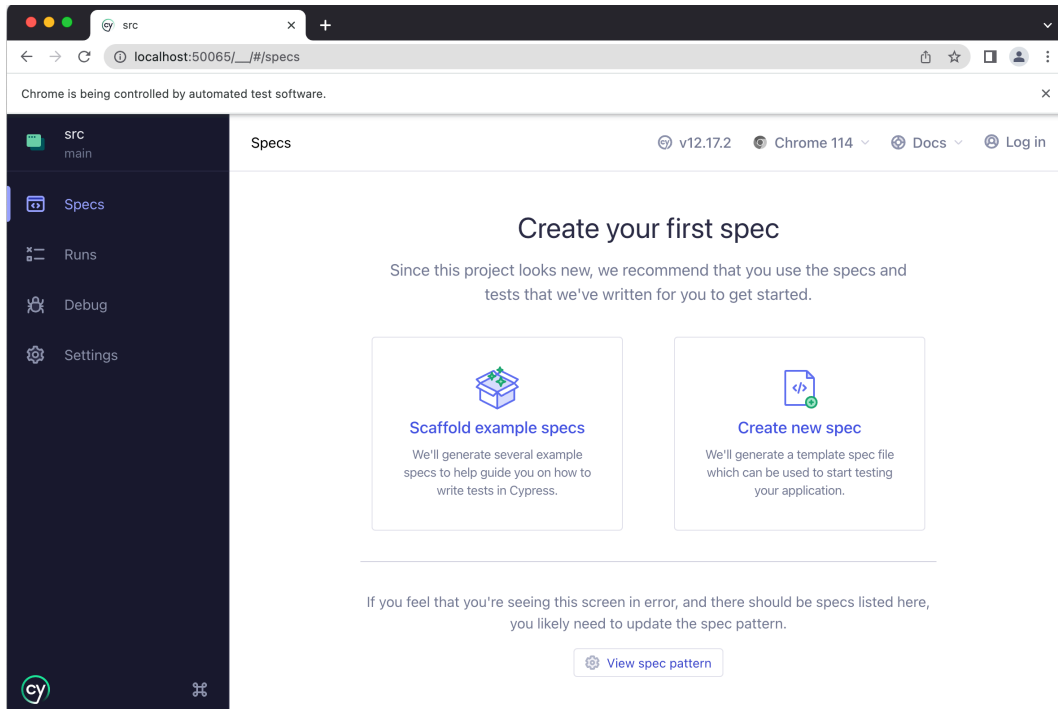 cy src
localhost:50065/__/#/specs
Chrome is being controlled by automated test software.
src
main
Specs
Runs
Debug
Settings
cy
Specs
cy v12.17.2 Chrome 114 Docs Log in
Create your first spec
Since this project looks new, we recommend that you use the specs and
tests that we've written for you to get started.
Scaffold example specs
We'll generate several example
specs to help guide you on how to
write tests in Cypress.
Create new spec
We'll generate a template spec file
which can be used to start testing
your application.
If you feel that you're seeing this screen in error, and there should be specs listed here,
you likely need to update the spec pattern.
View spec pattern